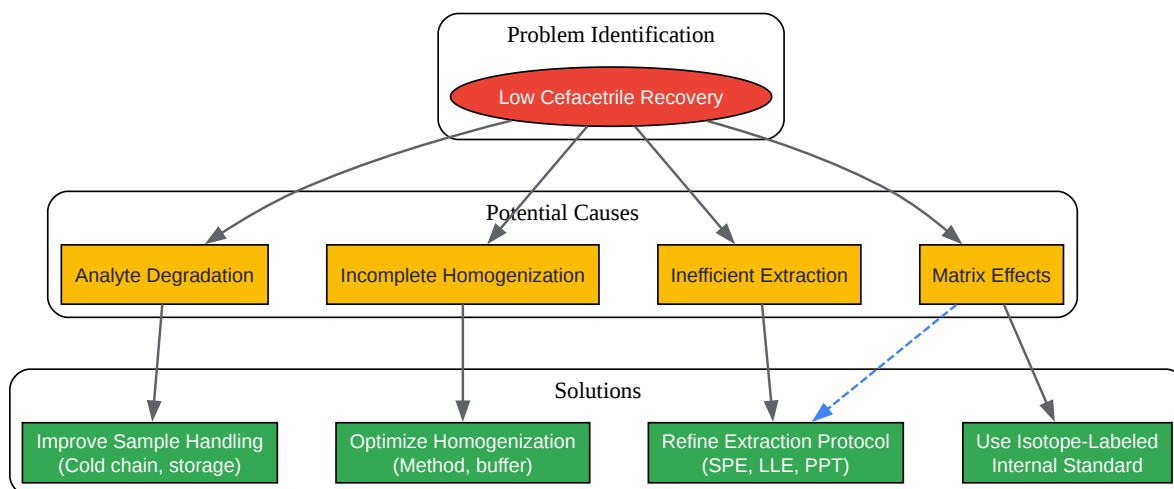 Problem Identification
Low Cefacetrile Recovery
Potential Causes
Analyte Degradation
Incomplete Homogenization
Inefficient Extraction
Matrix Effects
Solutions
Improve Sample Handling
(Cold chain, storage)
Optimize Homogenization
(Method, buffer)
Refine Extraction Protocol
(SPE, LLE, PPT)
Use Isotope-Labeled
Internal Standard